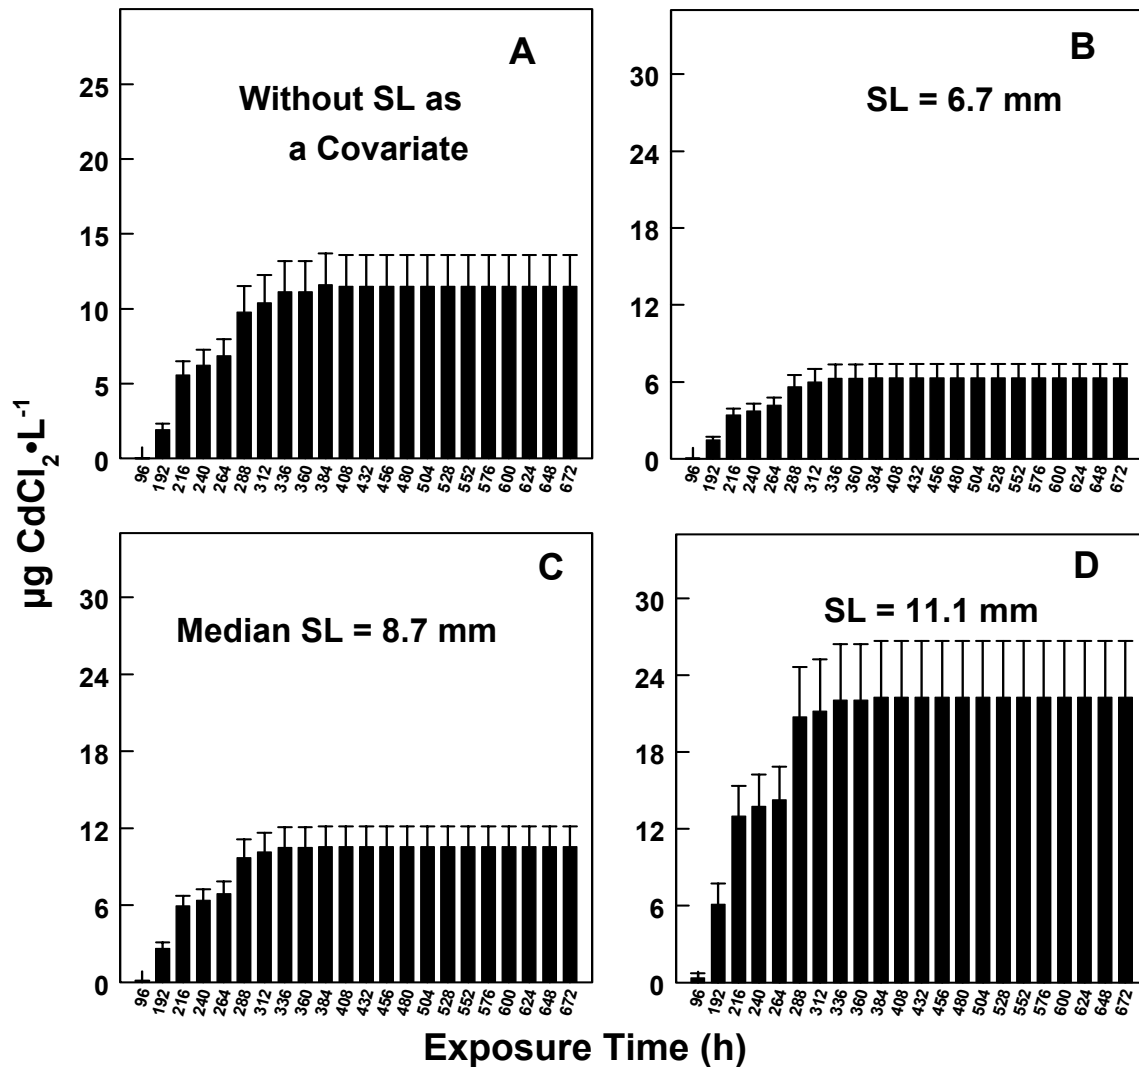 A
Without SL as
a Covariate
25
20
15
10
5
0
96 192 216 240 264 288 312 336 360 384 408 432 456 480 504 528 552 576 600 624 648 672
B
SL = 6.7 mm
30
24
18
12
6
0
96 192 216 240 264 288 312 336 360 384 408 432 456 480 504 528 552 576 600 624 648 672
µg CdCl₂•L⁻¹
C
Median SL = 8.7 mm
30
24
18
12
6
0
96 192 216 240 264 288 312 336 360 384 408 432 456 480 504 528 552 576 600 624 648 672
D
SL = 11.1 mm
30
24
18
12
6
0
96 192 216 240 264 288 312 336 360 384 408 432 456 480 504 528 552 576 600 624 648 672
Exposure Time (h)